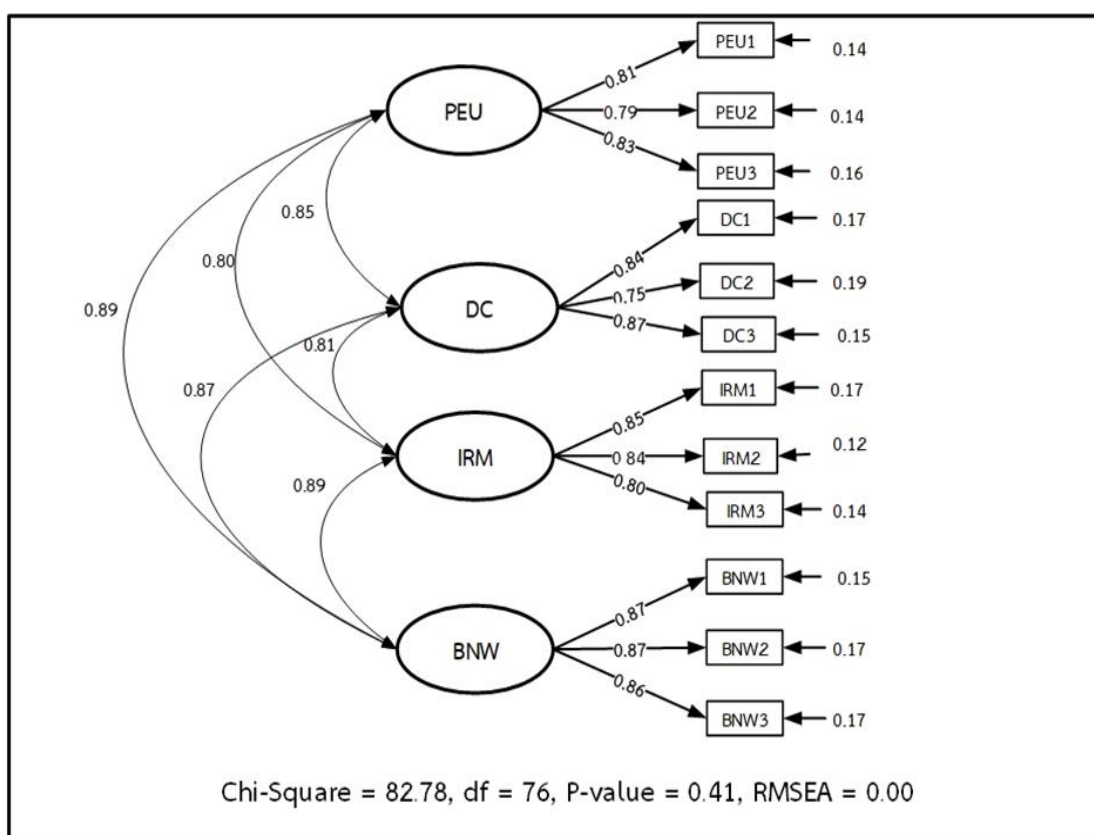 PEU1
0.14
0.81
PEU
0.79
PEU2
0.14
0.83
PEU3
0.16
0.85
DC1
0.17
0.80
0.84
DC2
0.19
0.89
DC
0.75
0.87
DC3
0.15
0.81
0.87
IRM1
0.17
0.85
IRM
0.84
IRM2
0.12
0.89
0.80
IRM3
0.14
BNW1
0.15
0.87
BNW
0.87
BNW2
0.17
0.86
BNW3
0.17
Chi-Square = 82.78, df = 76, P-value = 0.41, RMSEA = 0.00